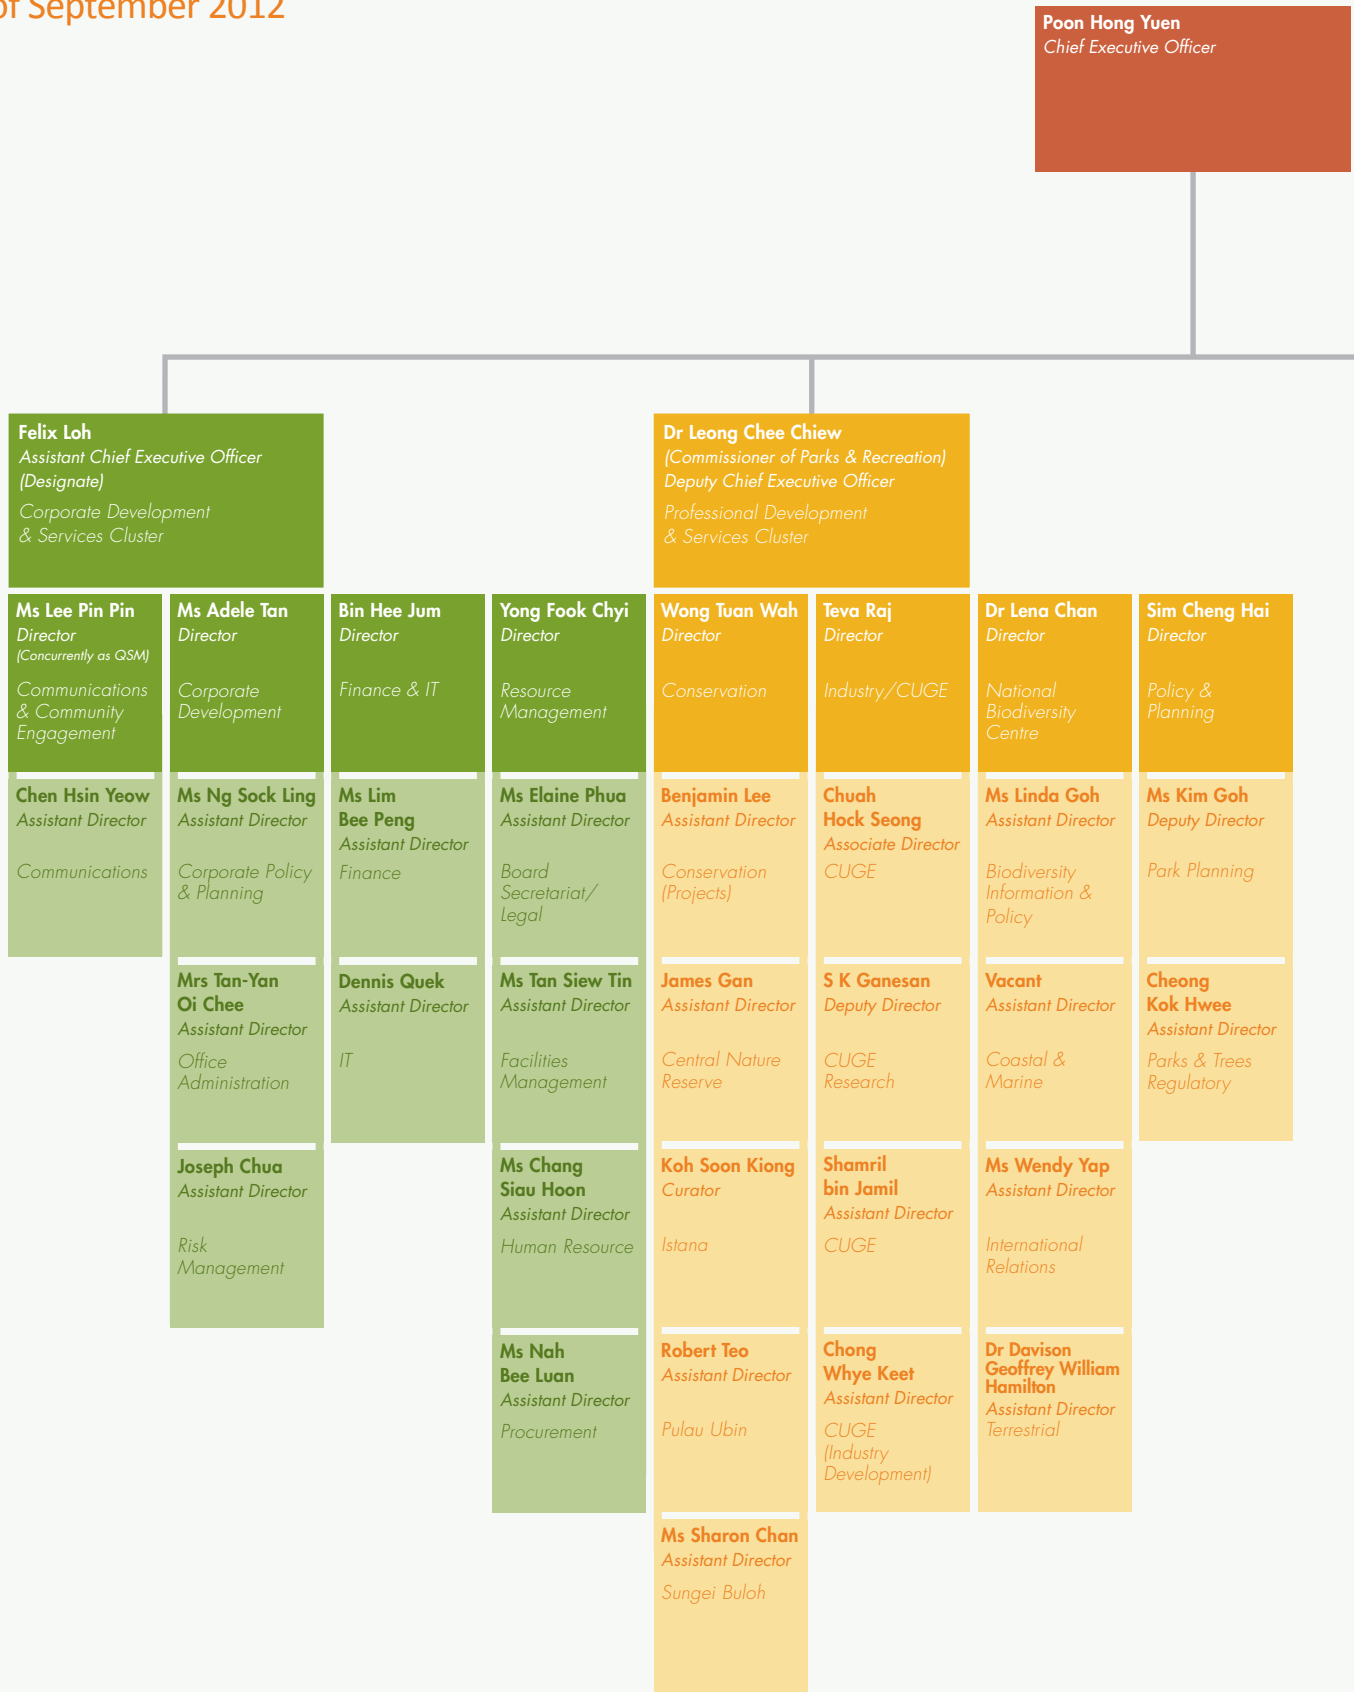 of September 2012
Poon Hong Yuen
Chief Executive Officer
Felix Loh
Assistant Chief Executive Officer
(Designate)
Corporate Development
& Services Cluster
Dr Leong Chee Chiew
(Commissioner of Parks & Recreation)
Deputy Chief Executive Officer
Professional Development
& Services Cluster
Ms Lee Pin Pin
Director
(Concurrently as QSM)
Communications
& Community
Engagement
Chen Hsin Yeow
Assistant Director
Communications
Ms Adele Tan
Director
Corporate
Development
Ms Ng Sock Ling
Assistant Director
Corporate Policy
& Planning
Mrs Tan-Yan
Oi Chee
Assistant Director
Office
Administration
Joseph Chua
Assistant Director
Risk
Management
Bin Hee Jum
Director
Finance & IT
Ms Lim
Bee Peng
Assistant Director
Finance
Dennis Quek
Assistant Director
IT
Yong Fook Chyi
Director
Resource
Management
Ms Elaine Phua
Assistant Director
Board
Secretariat/
Legal
Ms Tan Siew Tin
Assistant Director
Facilities
Management
Ms Chang
Siau Hoon
Assistant Director
Human Resource
Ms Nah
Bee Luan
Assistant Director
Procurement
Wong Tuan Wah
Director
Conservation
Benjamin Lee
Assistant Director
Conservation
(Projects)
James Gan
Assistant Director
Central Nature
Reserve
Koh Soon Kiong
Curator
Istana
Robert Teo
Assistant Director
Pulau Ubin
Ms Sharon Chan
Assistant Director
Sungei Buloh
Teva Raj
Director
Industry/CUGE
Chuah
Hock Seong
Associate Director
CUGE
S K Ganesan
Deputy Director
CUGE
Research
Shamril
bin Jamil
Assistant Director
CUGE
Chong
Whye Keet
Assistant Director
CUGE
(Industry
Development)
Dr Lena Chan
Director
National
Biodiversity
Centre
Ms Linda Goh
Assistant Director
Biodiversity
Information &
Policy
Vacant
Assistant Director
Coastal &
Marine
Ms Wendy Yap
Assistant Director
International
Relations
Dr Davison
Geoffrey William
Hamilton
Assistant Director
Terrestrial
Sim Cheng Hai
Director
Policy &
Planning
Ms Kim Goh
Deputy Director
Park Planning
Cheong
Kok Hwee
Assistant Director
Parks & Trees
Regulatory